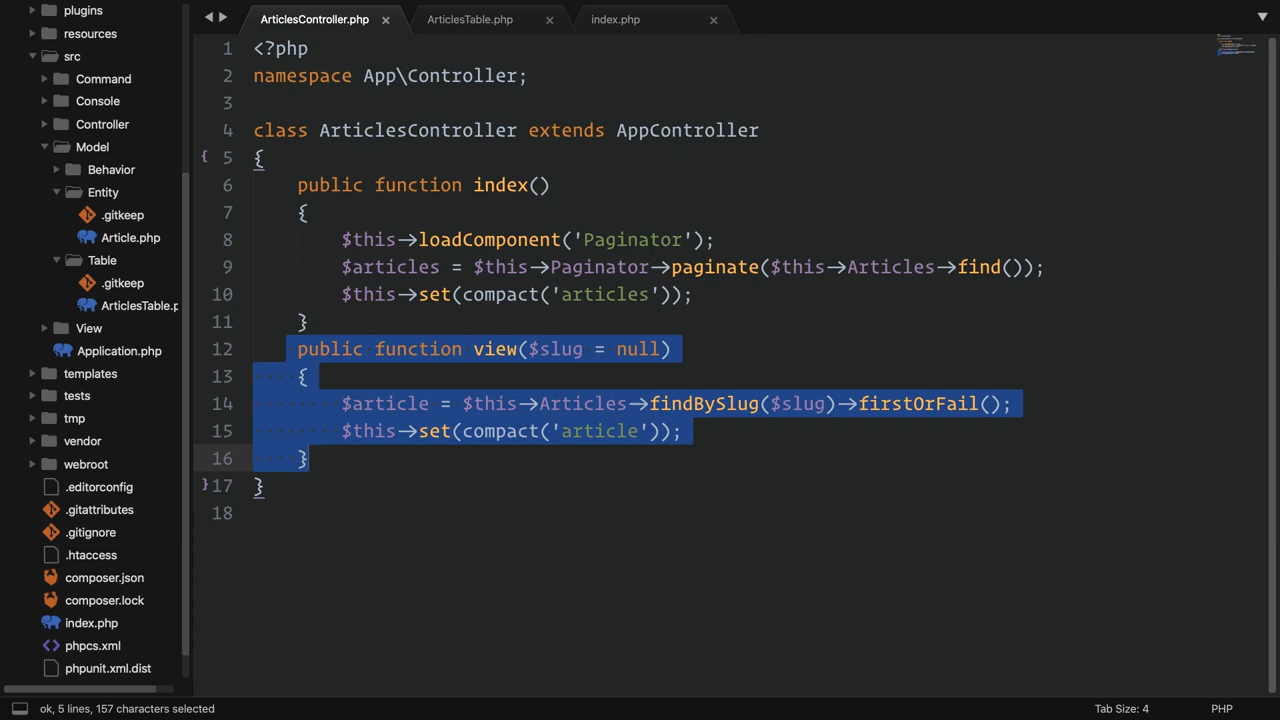 plugins
resources
src
Command
Console
Controller
Model
Behavior
Entity
.gitkeep
Article.php
Table
.gitkeep
ArticlesTable.p
View
Application.php
templates
tests
tmp
vendor
webroot
.editorconfig
.gitattributes
.gitignore
.htaccess
composer.json
composer.lock
index.php
phpcs.xml
phpunit.xml.dist
ArticlesController.php × ArticlesTable.php × index.php ×
1 <?php
2 namespace App\Controller;
3
4 class ArticlesController extends AppController
{ 5 {
6 public function index()
7 {
8 $this->loadComponent('Paginator');
9 $articles = $this->Paginator->paginate($this->Articles->find());
10 $this->set(compact('articles'));
11 }
12 public function view($slug = null)
13 {
14 $article = $this->Articles->findBySlug($slug)->firstOrFail();
15 $this->set(compact('article'));
16 }
} 17 }
18
ok, 5 lines, 157 characters selected Tab Size: 4 PHP